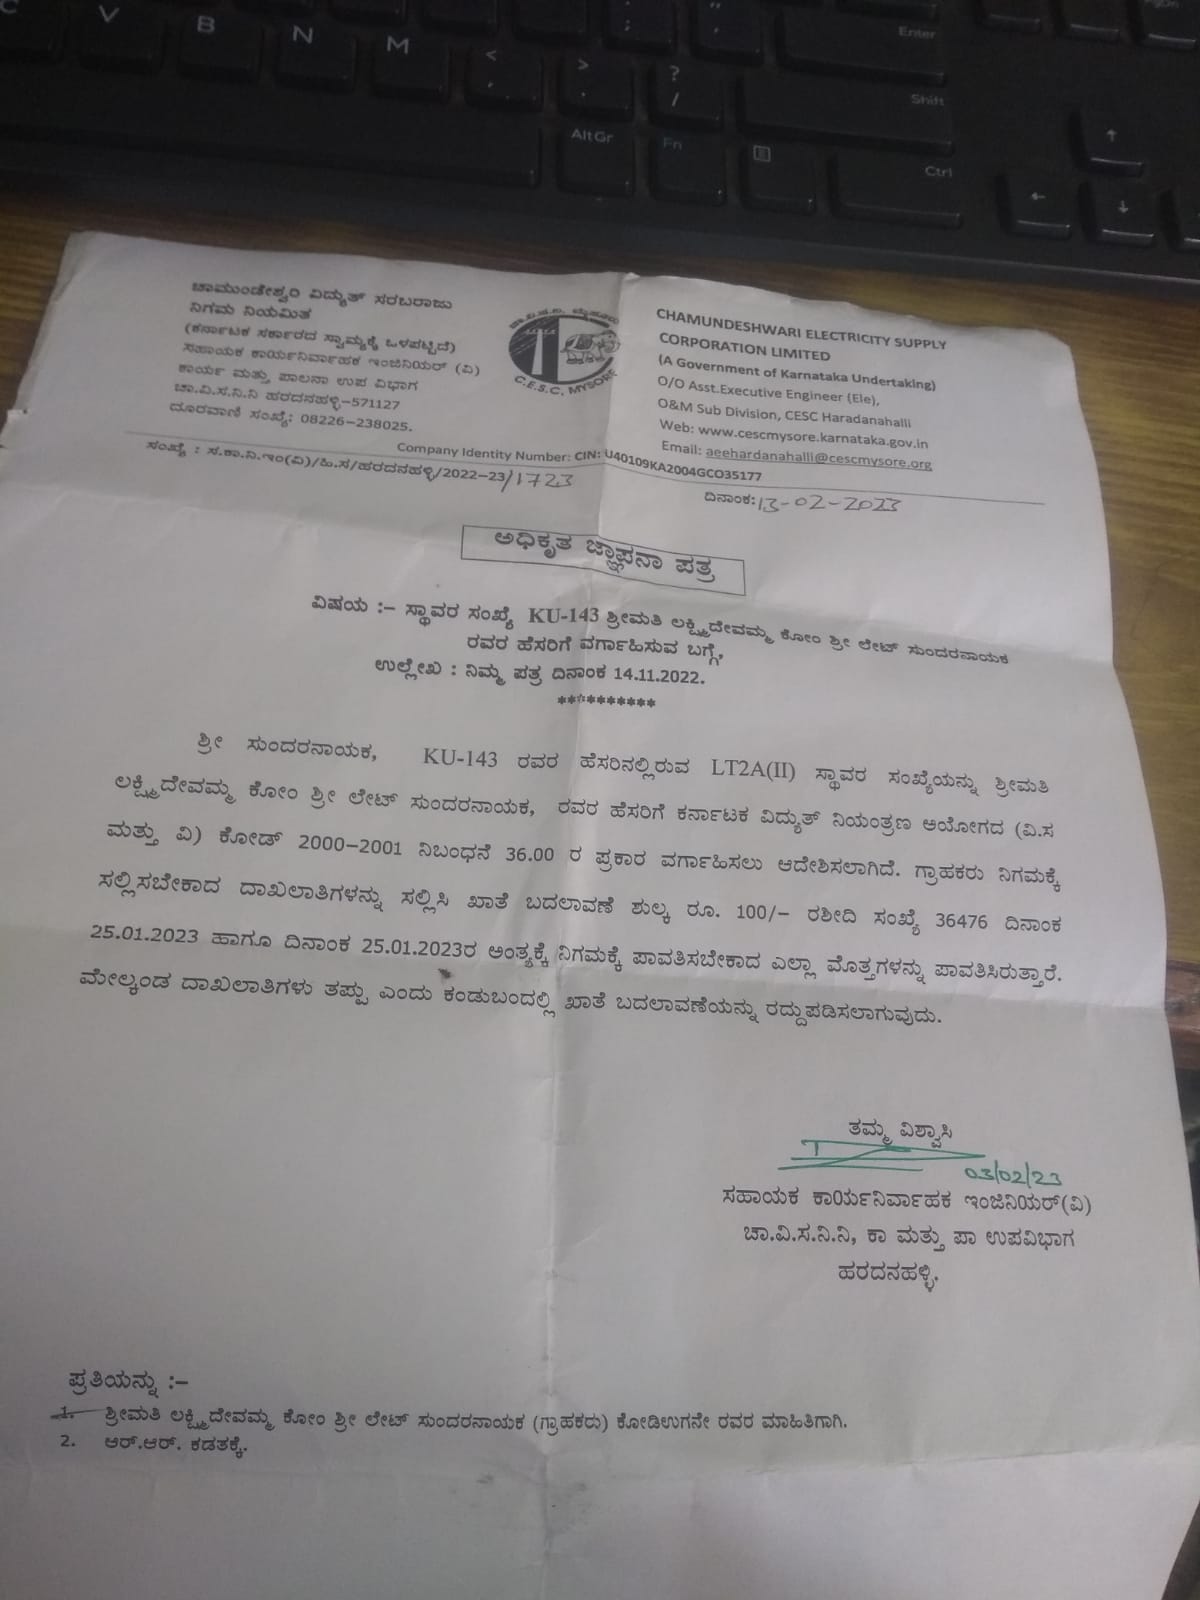 C
V
B
N
M
<
,
>
.
?
/
:
;
"
'
Enter
Shift
Alt Gr
Fn
Ctrl
↑
←
↓
ಚಾಮುಂಡೇಶ್ವರಿ ವಿದ್ಯುತ್ ಸರಬರಾಜು
ನಿಗಮ ನಿಯಮಿತ
(ಕರ್ನಾಟಕ ಸರ್ಕಾರದ ಸ್ವಾಮ್ಯಕ್ಕೆ ಒಳಪಟ್ಟಿದೆ)
ಸಹಾಯಕ ಕಾರ್ಯನಿರ್ವಾಹಕ ಇಂಜಿನಿಯರ್ (ವಿ)
ಕಾರ್ಯ ಮತ್ತು ಪಾಲನಾ ಉಪ ವಿಭಾಗ
ಚಾ.ವಿ.ಸ.ನಿ.ನಿ ಹರದನಹಳ್ಳಿ-571127
ದೂರವಾಣಿ ಸಂಖ್ಯೆ: 08226-238025.
ಚಾ.ವಿ.ಸ.ನಿ. ಮೈಸೂರು
C.E.S.C, MYSORE
CHAMUNDESHWARI ELECTRICITY SUPPLY
CORPORATION LIMITED
(A Government of Karnataka Undertaking)
O/O Asst.Executive Engineer (Ele),
O&M Sub Division, CESC Haradanahalli
Web: www.cescmysore.karnataka.gov.in
Email: aeehardanahalli@cescmysore.org
Company Identity Number: CIN: U40109KA2004GCO35177
ಸಂಖ್ಯೆ : ಸ.ಕಾ.ನಿ.ಇಂ(ವಿ)/ಹಿ.ಸ/ಹರದನಹಳ್ಳಿ/2022-23/1723
ದಿನಾಂಕ:13-02-2023
ಅಧಿಕೃತ ಜ್ಞಾಪನಾ ಪತ್ರ
ವಿಷಯ :- ಸ್ಥಾವರ ಸಂಖ್ಯೆ KU-143 ಶ್ರೀಮತಿ ಲಕ್ಷ್ಮಿದೇವಮ್ಮ ಕೋಂ ಶ್ರೀ ಲೇಟ್ ಸುಂದರನಾಯಕ
ರವರ ಹೆಸರಿಗೆ ವರ್ಗಾಹಿಸುವ ಬಗ್ಗೆ,
ಉಲ್ಲೇಖ : ನಿಮ್ಮ ಪತ್ರ ದಿನಾಂಕ 14.11.2022.
**********
ಶ್ರೀ ಸುಂದರನಾಯಕ, KU-143 ರವರ ಹೆಸರಿನಲ್ಲಿರುವ LT2A(II) ಸ್ಥಾವರ ಸಂಖ್ಯೆಯನ್ನು ಶ್ರೀಮತಿ
ಲಕ್ಷ್ಮಿದೇವಮ್ಮ ಕೋಂ ಶ್ರೀ ಲೇಟ್ ಸುಂದರನಾಯಕ, ರವರ ಹೆಸರಿಗೆ ಕರ್ನಾಟಕ ವಿದ್ಯುತ್ ನಿಯಂತ್ರಣ ಆಯೋಗದ (ವಿ.ಸ
ಮತ್ತು ವಿ) ಕೋಡ್ 2000-2001 ನಿಬಂಧನೆ 36.00 ರ ಪ್ರಕಾರ ವರ್ಗಾಹಿಸಲು ಆದೇಶಿಸಲಾಗಿದೆ. ಗ್ರಾಹಕರು ನಿಗಮಕ್ಕೆ
ಸಲ್ಲಿಸಬೇಕಾದ ದಾಖಲಾತಿಗಳನ್ನು ಸಲ್ಲಿಸಿ ಖಾತೆ ಬದಲಾವಣೆ ಶುಲ್ಕ ರೂ. 100/- ರಶೀದಿ ಸಂಖ್ಯೆ 36476 ದಿನಾಂಕ
25.01.2023 ಹಾಗೂ ದಿನಾಂಕ 25.01.2023ರ ಅಂತ್ಯಕ್ಕೆ ನಿಗಮಕ್ಕೆ ಪಾವತಿಸಬೇಕಾದ ಎಲ್ಲಾ ಮೊತ್ತಗಳನ್ನು ಪಾವತಿಸಿರುತ್ತಾರೆ.
ಮೇಲ್ಕಂಡ ದಾಖಲಾತಿಗಳು ತಪ್ಪು ಎಂದು ಕಂಡುಬಂದಲ್ಲಿ ಖಾತೆ ಬದಲಾವಣೆಯನ್ನು ರದ್ದುಪಡಿಸಲಾಗುವುದು.
ತಮ್ಮ ವಿಶ್ವಾಸಿ
03/02/23
ಸಹಾಯಕ ಕಾರ್ಯನಿರ್ವಾಹಕ ಇಂಜಿನಿಯರ್(ವಿ)
ಚಾ.ವಿ.ಸ.ನಿ.ನಿ, ಕಾ ಮತ್ತು ಪಾ ಉಪವಿಭಾಗ
ಹರದನಹಳ್ಳಿ.
ಪ್ರತಿಯನ್ನು :-
1. ಶ್ರೀಮತಿ ಲಕ್ಷ್ಮಿದೇವಮ್ಮ ಕೋಂ ಶ್ರೀ ಲೇಟ್ ಸುಂದರನಾಯಕ (ಗ್ರಾಹಕರು) ಕೋಡಿಉಗನೇ ರವರ ಮಾಹಿತಿಗಾಗಿ.
2. ಆರ್.ಆರ್. ಕಡತಕ್ಕೆ.